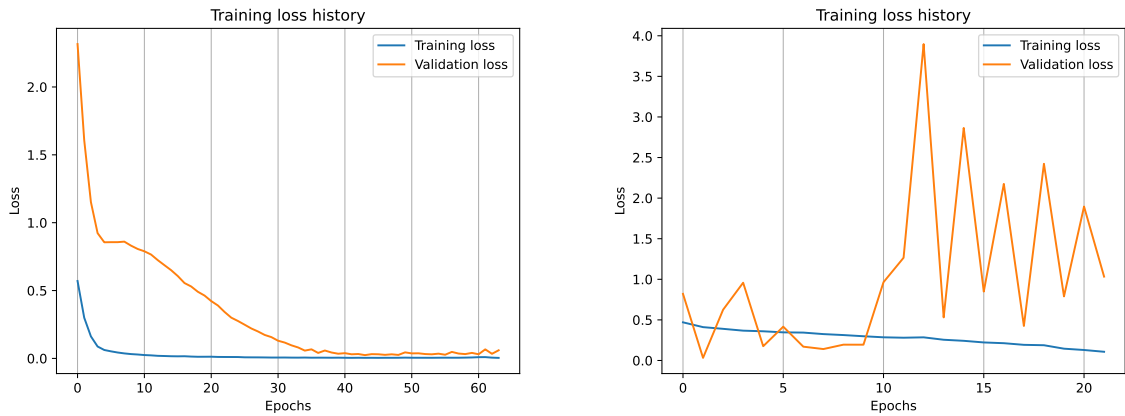 Training loss history
Training loss
Validation loss
2.0
1.5
1.0
0.5
0.0
Loss
0 10 20 30 40 50 60
Epochs
Training loss history
Training loss
Validation loss
4.0
3.5
3.0
2.5
2.0
1.5
1.0
0.5
0.0
Loss
0 5 10 15 20
Epochs